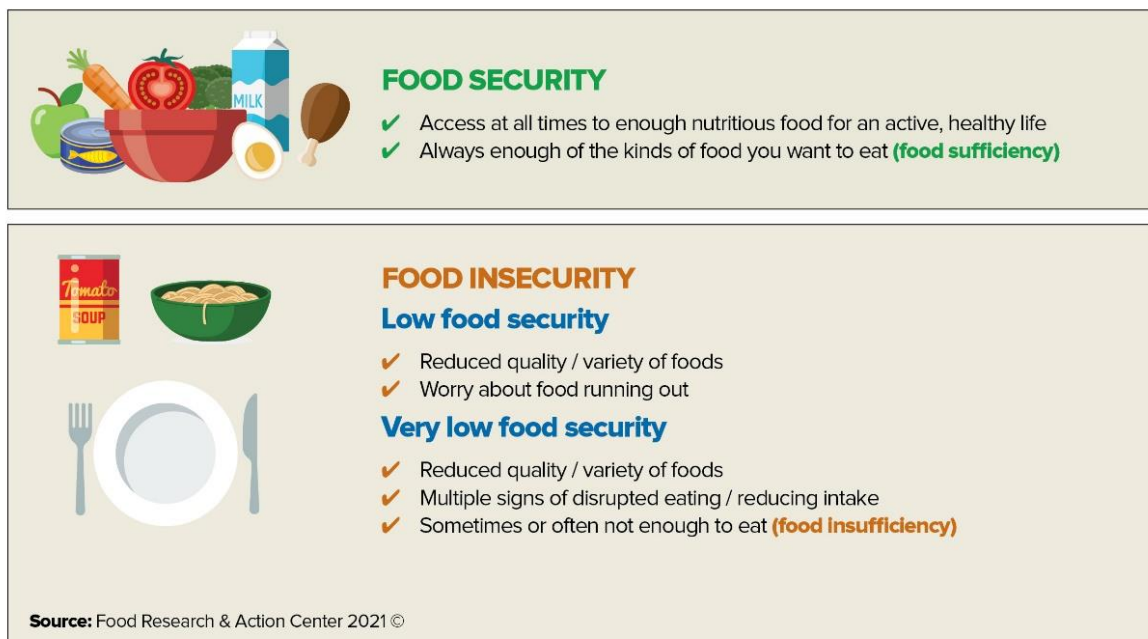 MILK
FOOD SECURITY
✔ Access at all times to enough nutritious food for an active, healthy life
✔ Always enough of the kinds of food you want to eat (food sufficiency)
Tomato
SOUP
FOOD INSECURITY
Low food security
✔ Reduced quality / variety of foods
✔ Worry about food running out
Very low food security
✔ Reduced quality / variety of foods
✔ Multiple signs of disrupted eating / reducing intake
✔ Sometimes or often not enough to eat (food insufficiency)
Source: Food Research & Action Center 2021 ©